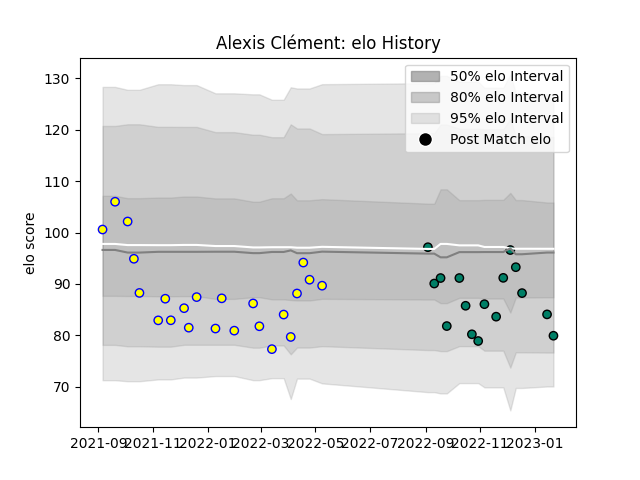 Alexis Clément: elo History
50% elo Interval
80% elo Interval
95% elo Interval
Post Match elo
elo score
130
120
110
100
90
80
70
2021-09 2021-11 2022-01 2022-03 2022-05 2022-07 2022-09 2022-11 2023-01